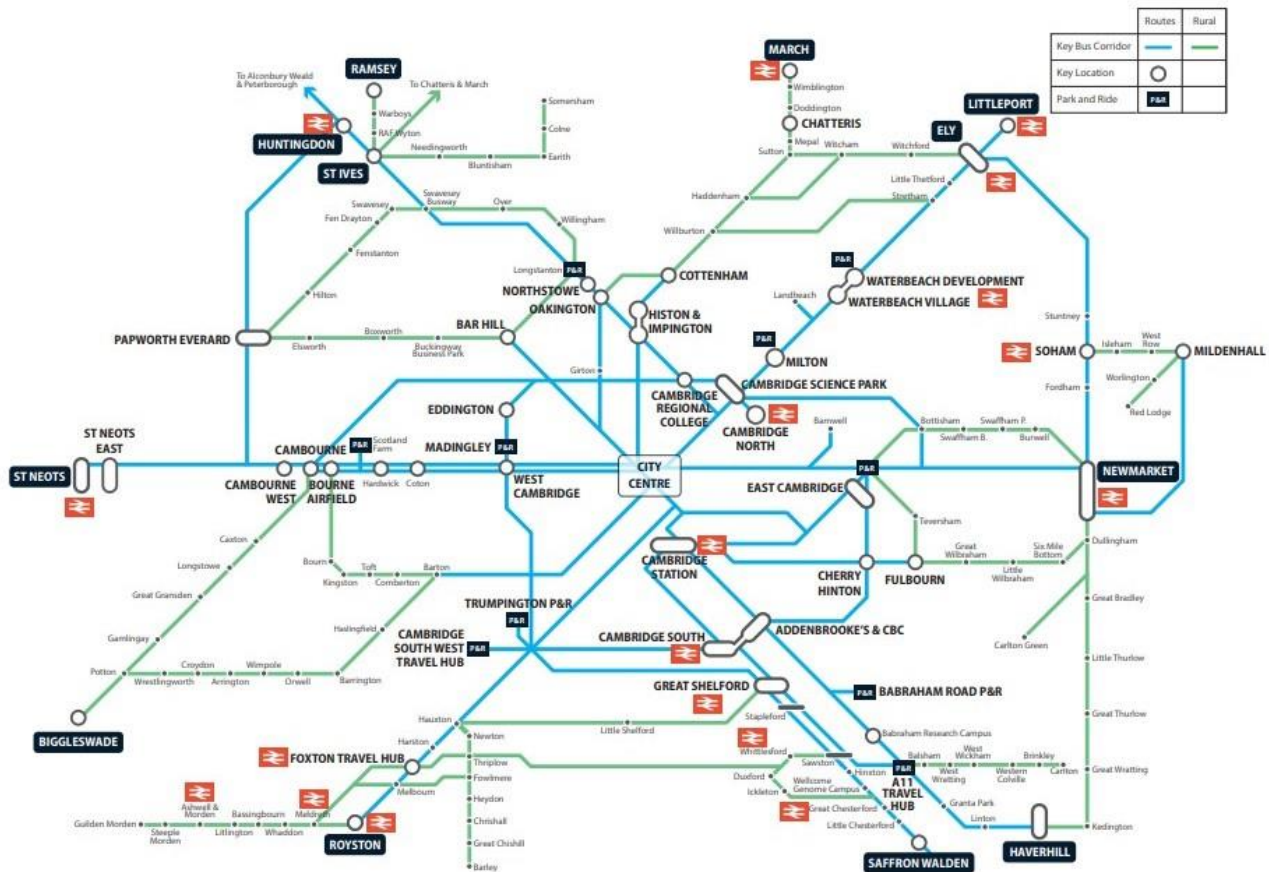 Routes
Rural
Key Bus Corridor
Key Location
Park and Ride
P&R
MARCH
Wimblington
Doddington
CHATTERIS
Mepal
Sutton
Witcham
Witchford
LITTLEPORT
ELY
Little Thetford
Stretham
Haddenham
Wilburton
To Alconbury Weald
& Peterborough
RAMSEY
To Chatteris & March
Warboys
RAF Wyton
HUNTINGDON
ST IVES
Needingworth
Bluntisham
Somersham
Colne
Earith
Swavesey
Swavesey
Busway
Over
Willingham
Fen Drayton
Fenstanton
Hilton
Longstanton
P&R
NORTHSTOWE
OAKINGTON
COTTENHAM
HISTON &
IMPINGTON
P&R
WATERBEACH DEVELOPMENT
WATERBEACH VILLAGE
Landbeach
P&R
MILTON
Stuntney
SOHAM
Isleham
West
Row
MILDENHALL
Worlington
Red Lodge
Fordham
PAPWORTH EVERARD
Elsworth
Boxworth
Buckingway
Business Park
BAR HILL
Girton
CAMBRIDGE
REGIONAL
COLLEGE
CAMBRIDGE SCIENCE PARK
CAMBRIDGE
NORTH
Barnwell
Bottisham
Swaffham B.
Swaffham P.
Burwell
EDDINGTON
MADINGLEY
P&R
ST NEOTS
EAST
ST NEOTS
CAMBOURNE
P&R
Scotland
Farm
CAMBOURNE
WEST
BOURNE
AIRFIELD
Hardwick
Coton
WEST
CAMBRIDGE
CITY
CENTRE
P&R
EAST CAMBRIDGE
NEWMARKET
Teversham
Dullingham
Caxton
Longstowe
Great Gransden
Gamlingay
Potton
BIGGLESWADE
Bourn
Kingston
Toft
Comberton
Barton
Haslingfield
Barrington
Wrestlingworth
Croydon
Arrington
Wimpole
Orwell
CAMBRIDGE
STATION
CHERRY
HINTON
FULBOURN
Great
Wilbraham
Little
Wilbraham
Six Mile
Bottom
Great Bradley
Carlton Green
Little Thurlow
Great Thurlow
Great Wratting
Kedington
TRUMPINGTON P&R
P&R
CAMBRIDGE
SOUTH WEST
TRAVEL HUB
P&R
CAMBRIDGE SOUTH
ADDENBROOKE'S & CBC
GREAT SHELFORD
Stapleford
P&R
BABRAHAM ROAD P&R
Babraham Research Campus
Hauxton
Little Shelford
Harston
Newton
FOXTON TRAVEL HUB
Thriplow
Melbourn
Fowlmere
Heydon
Chrishall
Great Chishill
Barley
Whittlesford
Sawston
Duxford
Ickleton
Hinxton
Wellcome
Genome Campus
Great Chesterford
Little Chesterford
SAFFRON WALDEN
P&R
A11
TRAVEL
HUB
Balsham
West
Wratting
West
Wickham
Western
Colville
Brinkley
Carlton
Granta Park
Linton
HAVERHILL
Guilden Morden
Steeple
Morden
Ashwell &
Morden
Litlington
Bassingbourn
Whaddon
Meldreth
ROYSTON